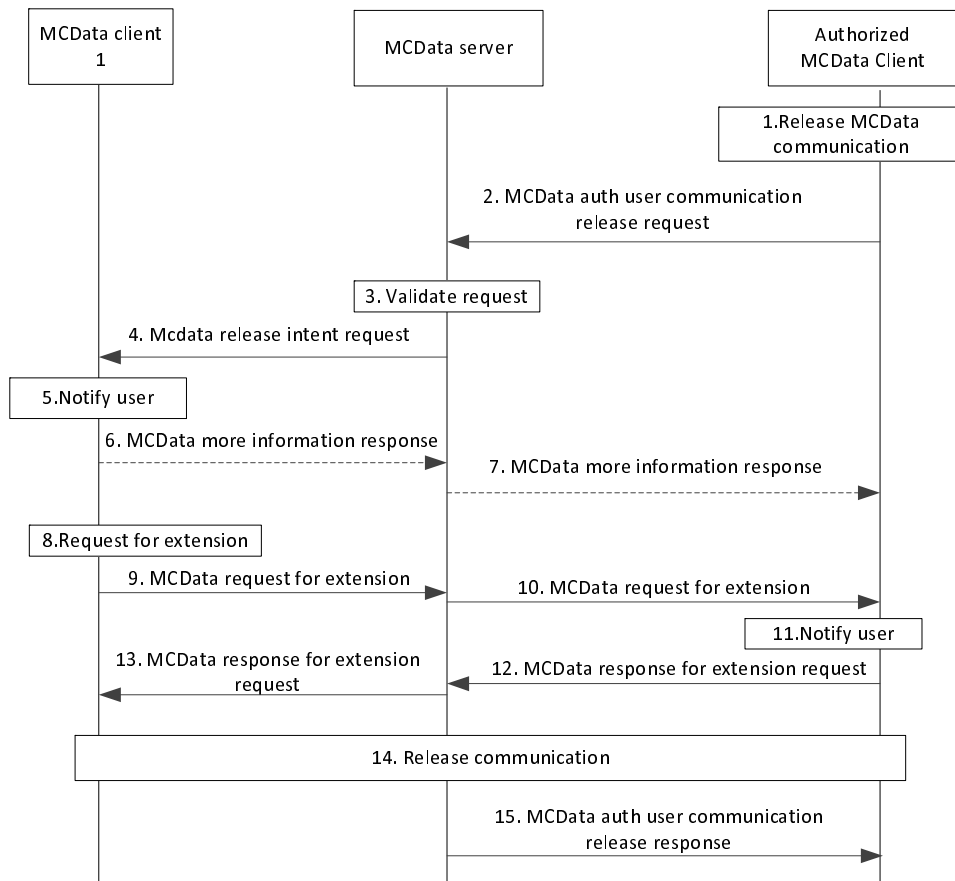 MCData client
1
MCData server
Authorized
MCData Client
1.Release MCData
communication
2. MCData auth user communication
release request
3. Validate request
4. Mcdata release intent request
5.Notify user
6. MCData more information response
7. MCData more information response
8.Request for extension
9. MCData request for extension
10. MCData request for extension
11.Notify user
13. MCData response for extension
request
12. MCData response for extension request
14. Release communication
15. MCData auth user communication
release response